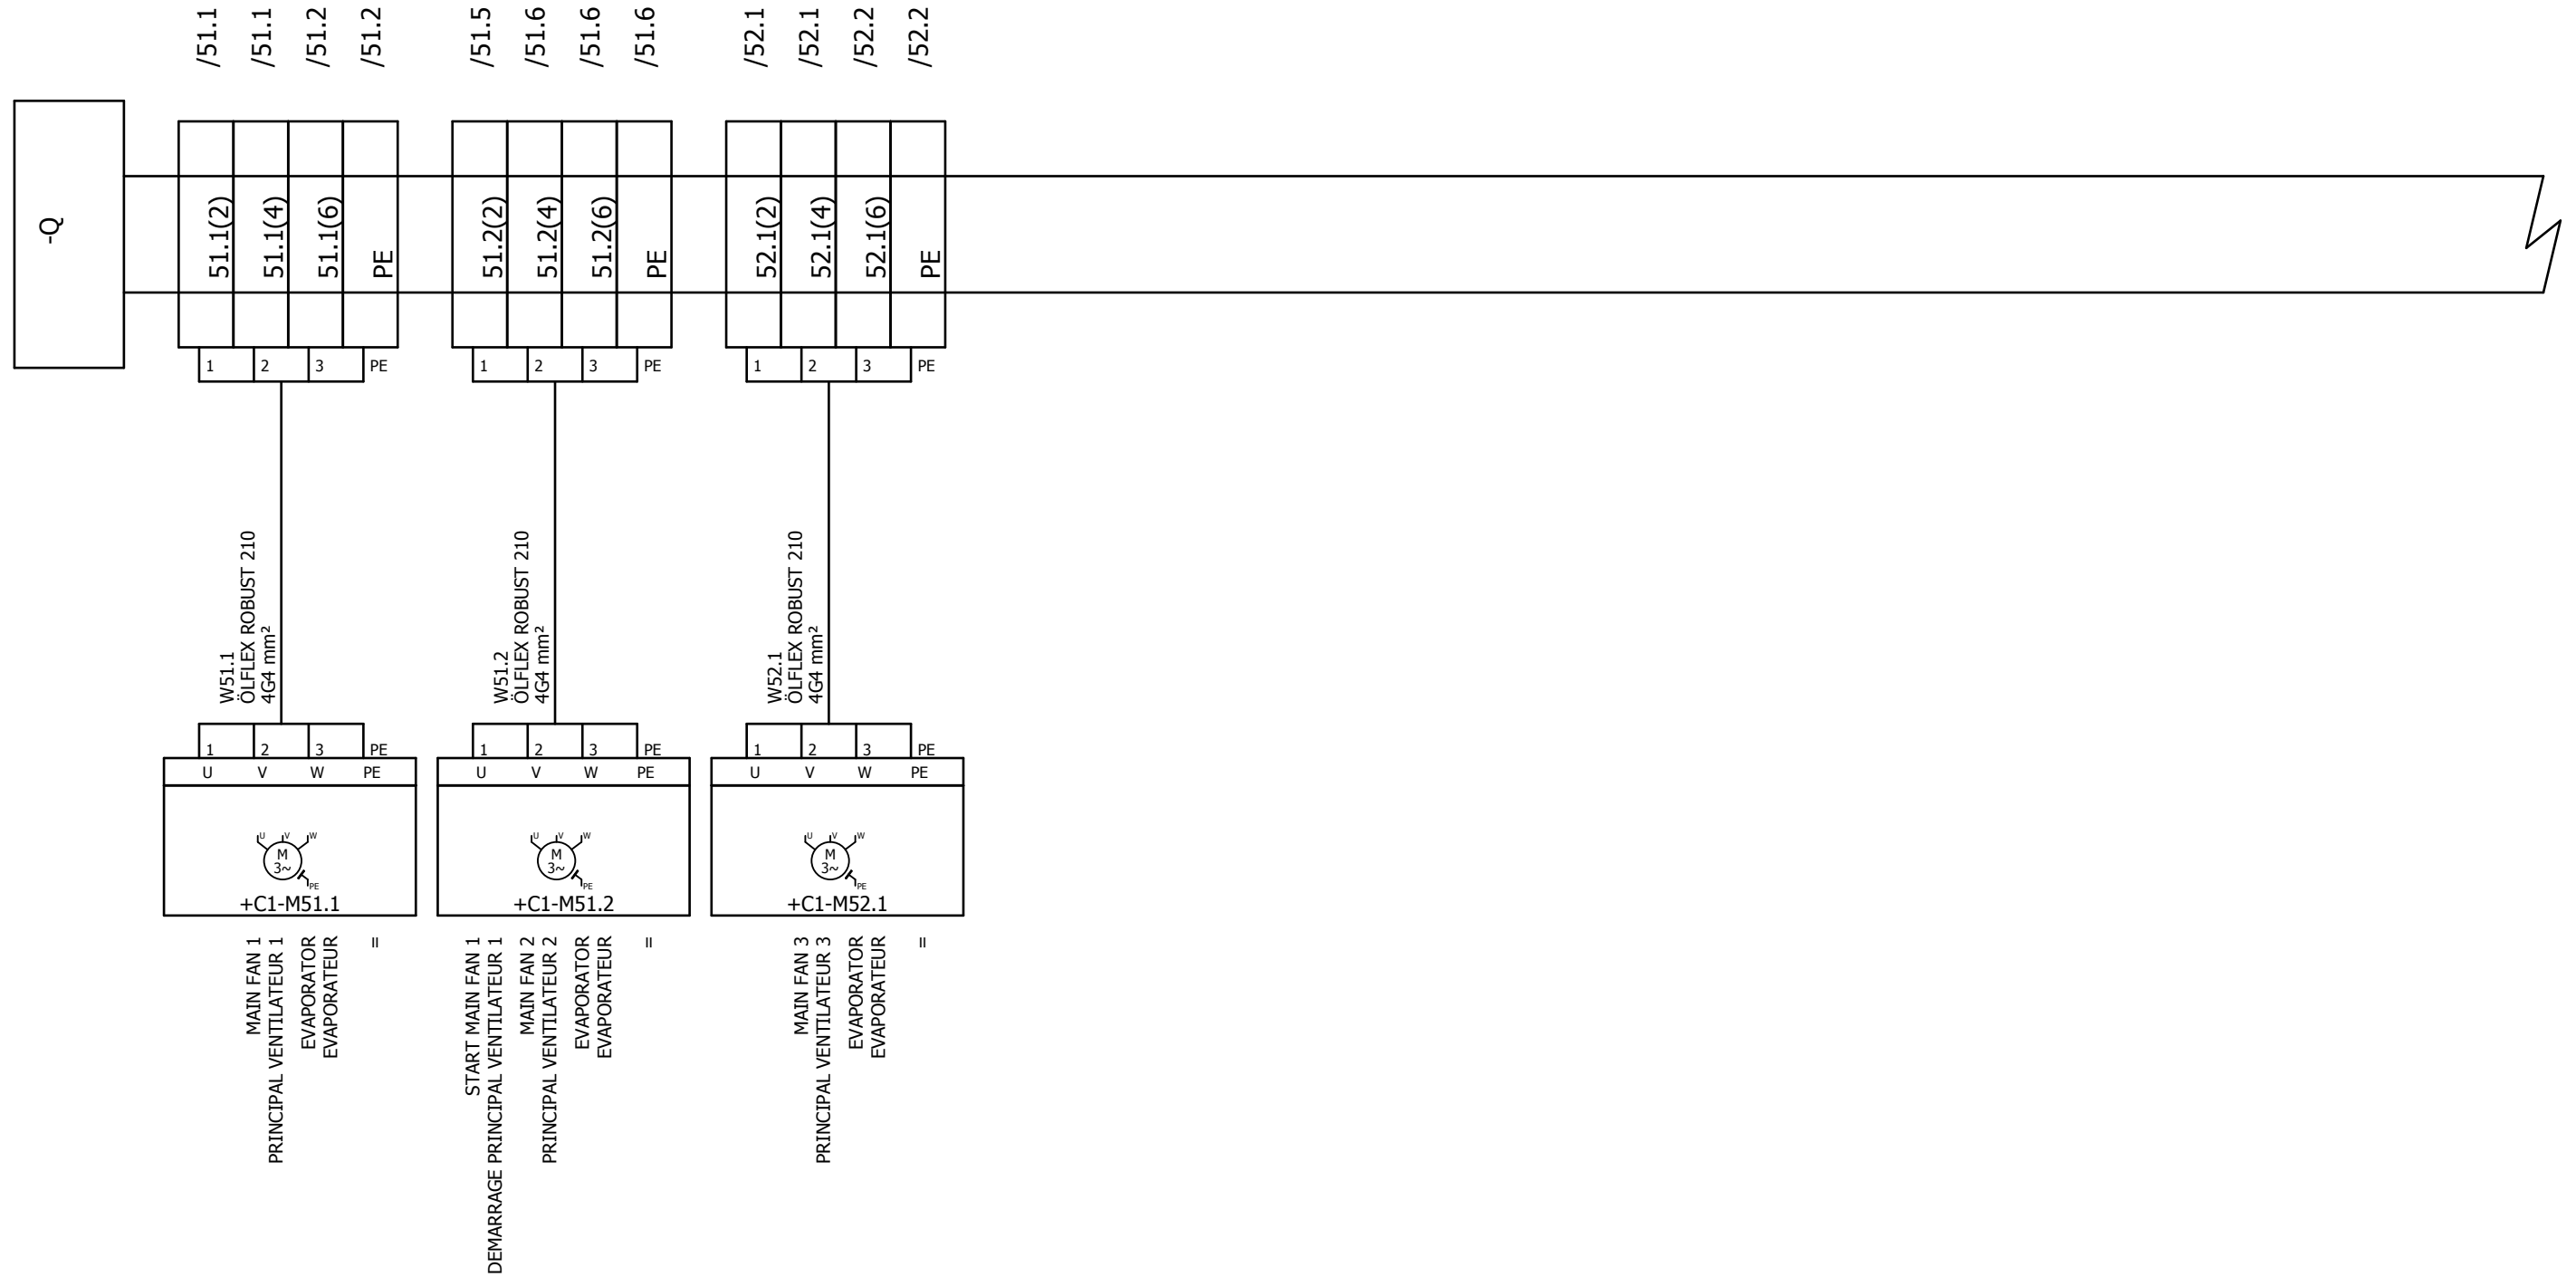 /51.1
/51.1
/51.2
/51.2
/51.5
/51.6
/51.6
/51.6
/52.1
/52.1
/52.2
/52.2
-Q
51.1(2)
51.1(4)
51.1(6)
PE
51.2(2)
51.2(4)
51.2(6)
PE
52.1(2)
52.1(4)
52.1(6)
PE
1 2 3 PE
1 2 3 PE
1 2 3 PE
W51.1
ÖLFLEX ROBUST 210
4G4 mm²
W51.2
ÖLFLEX ROBUST 210
4G4 mm²
W52.1
ÖLFLEX ROBUST 210
4G4 mm²
1 2 3 PE
U V W PE
U V W
M
3~
PE
+C1-M51.1
1 2 3 PE
U V W PE
U V W
M
3~
PE
+C1-M51.2
1 2 3 PE
U V W PE
U V W
M
3~
PE
+C1-M52.1
MAIN FAN 1
PRINCIPAL VENTILATEUR 1
EVAPORATOR
EVAPORATEUR
=
START MAIN FAN 1
DEMARRAGE PRINCIPAL VENTILATEUR 1
MAIN FAN 2
PRINCIPAL VENTILATEUR 2
EVAPORATOR
EVAPORATEUR
=
MAIN FAN 3
PRINCIPAL VENTILATEUR 3
EVAPORATOR
EVAPORATEUR
=